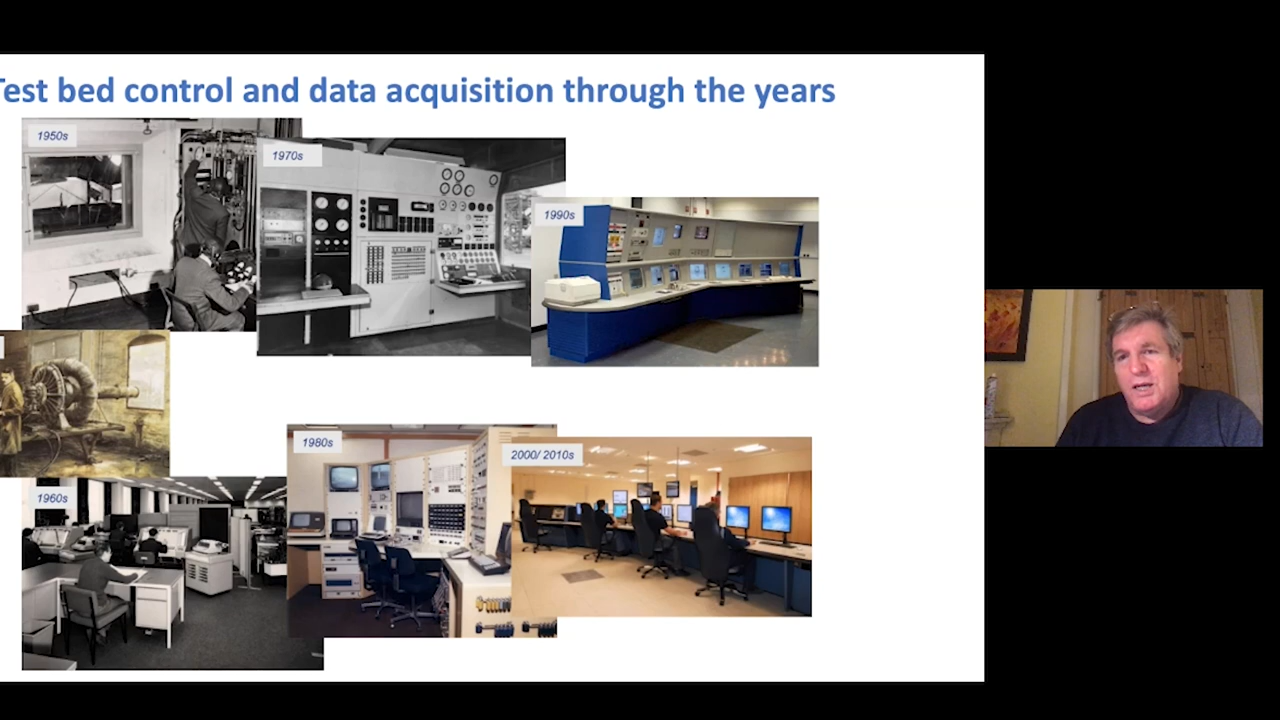 Test bed control and data acquisition through the years
1950s
1970s
1990s
1980s
2000/ 2010s
1960s